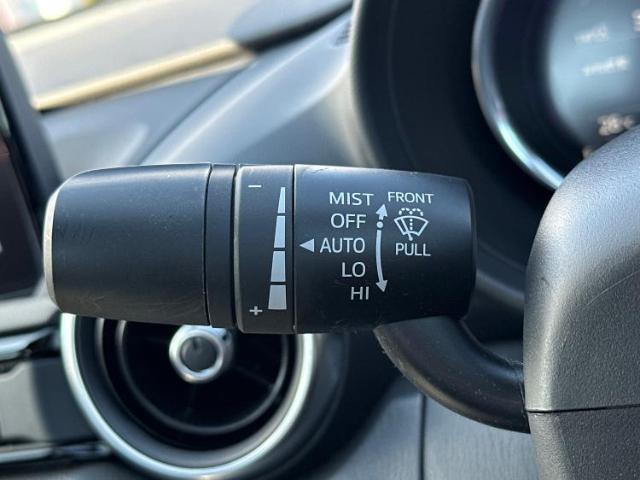 MIST FRONT
OFF
AUTO PULL
LO
HI
−
+